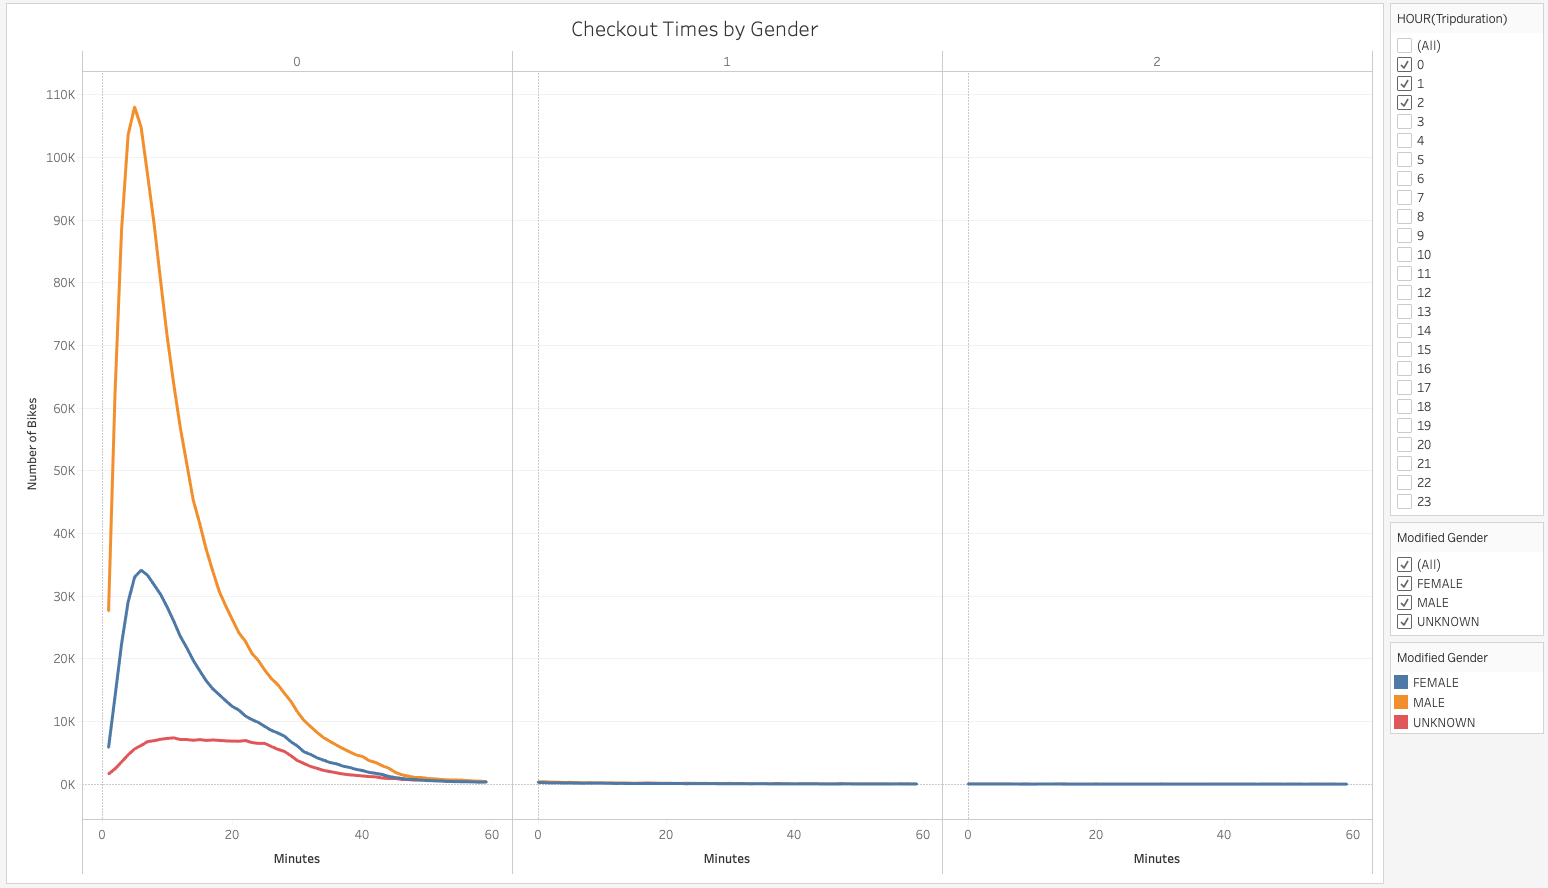 Checkout Times by Gender
0 1 2
110K
100K
90K
80K
70K
60K
50K
40K
30K
20K
10K
0K
Number of Bikes
0 20 40 60 0 20 40 60 0 20 40 60
Minutes Minutes Minutes
HOUR(Tripduration)
(All)
0
1
2
3
4
5
6
7
8
9
10
11
12
13
14
15
16
17
18
19
20
21
22
23
Modified Gender
(All)
FEMALE
MALE
UNKNOWN
Modified Gender
FEMALE
MALE
UNKNOWN